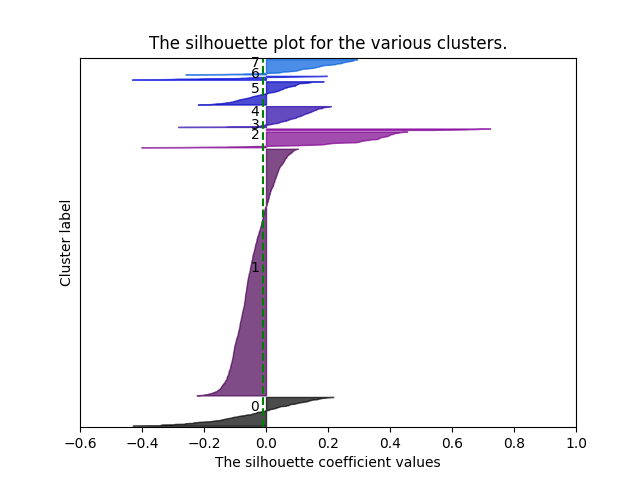 The silhouette plot for the various clusters.
7
6
5
4
3
2
1
0
Cluster label
−0.6 −0.4 −0.2 0.0 0.2 0.4 0.6 0.8 1.0
The silhouette coefficient values